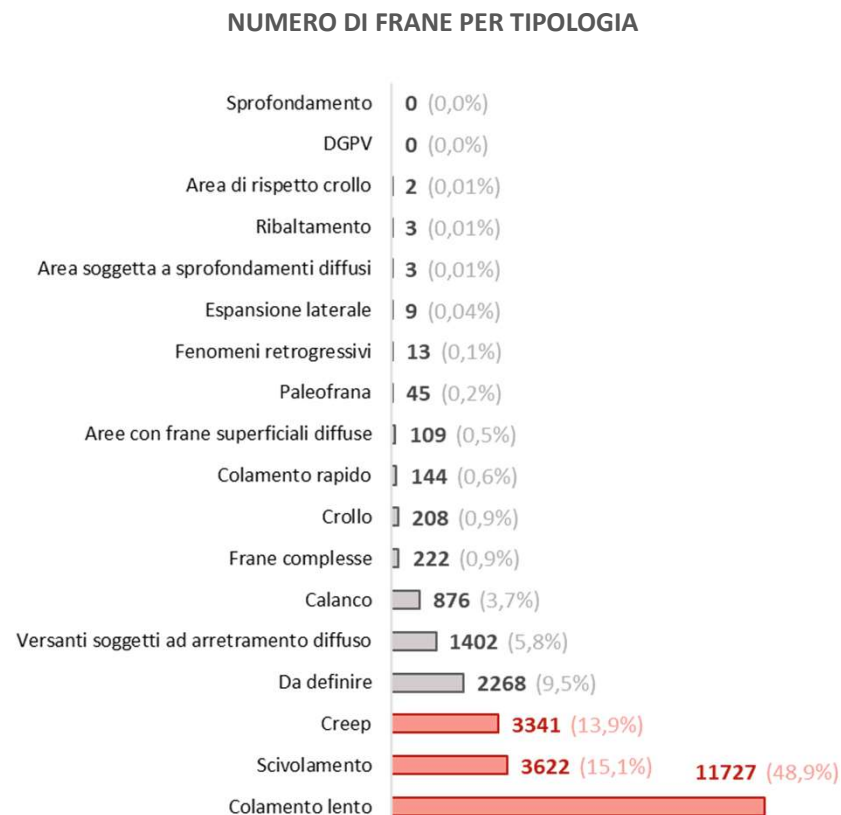 NUMERO DI FRANE PER TIPOLOGIA
Sprofondamento 0 (0,0%)
DGPV 0 (0,0%)
Area di rispetto crollo 2 (0,01%)
Ribaltamento 3 (0,01%)
Area soggetta a sprofondamenti diffusi 3 (0,01%)
Espansione laterale 9 (0,04%)
Fenomeni retrogressivi 13 (0,1%)
Paleofrana 45 (0,2%)
Aree con frane superficiali diffuse 109 (0,5%)
Colamento rapido 144 (0,6%)
Crollo 208 (0,9%)
Frane complesse 222 (0,9%)
Calanco 876 (3,7%)
Versanti soggetti ad arretramento diffuso 1402 (5,8%)
Da definire 2268 (9,5%)
Creep 3341 (13,9%)
Scivolamento 3622 (15,1%)
Colamento lento 11727 (48,9%)